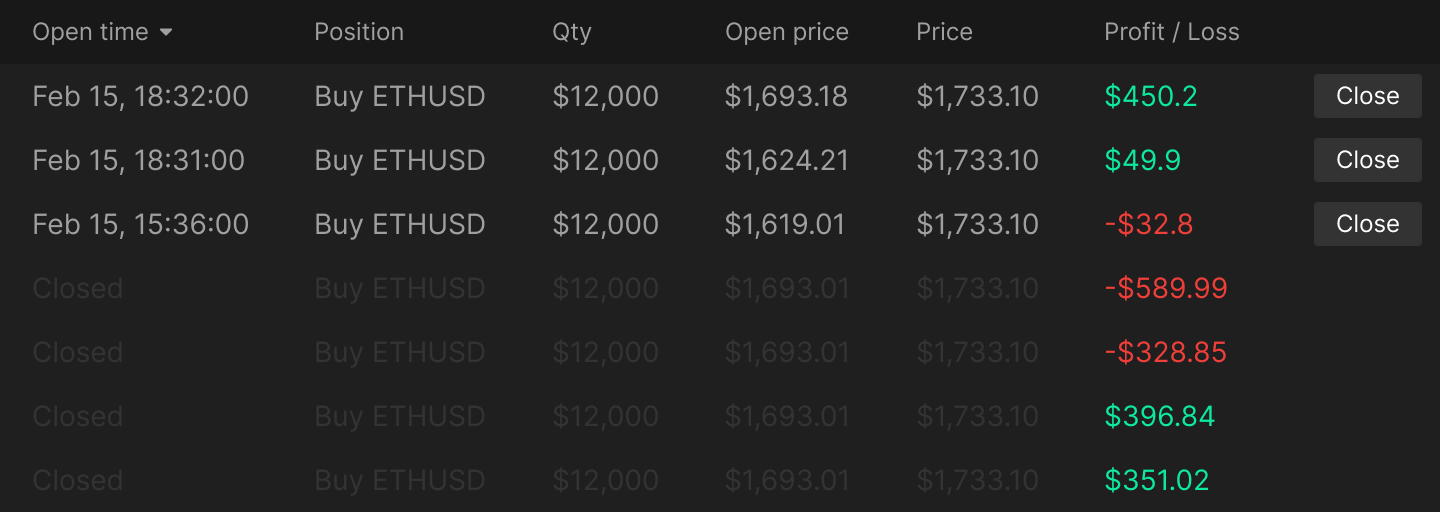 Open time Position Qty Open price Price Profit / Loss
Feb 15, 18:32:00 Buy ETHUSD $12,000 $1,693.18 $1,733.10 $450.2 Close
Feb 15, 18:31:00 Buy ETHUSD $12,000 $1,624.21 $1,733.10 $49.9 Close
Feb 15, 15:36:00 Buy ETHUSD $12,000 $1,619.01 $1,733.10 -$32.8 Close
Closed Buy ETHUSD $12,000 $1,693.01 $1,733.10 -$589.99
Closed Buy ETHUSD $12,000 $1,693.01 $1,733.10 -$328.85
Closed Buy ETHUSD $12,000 $1,693.01 $1,733.10 $396.84
Closed Buy ETHUSD $12,000 $1,693.01 $1,733.10 $351.02